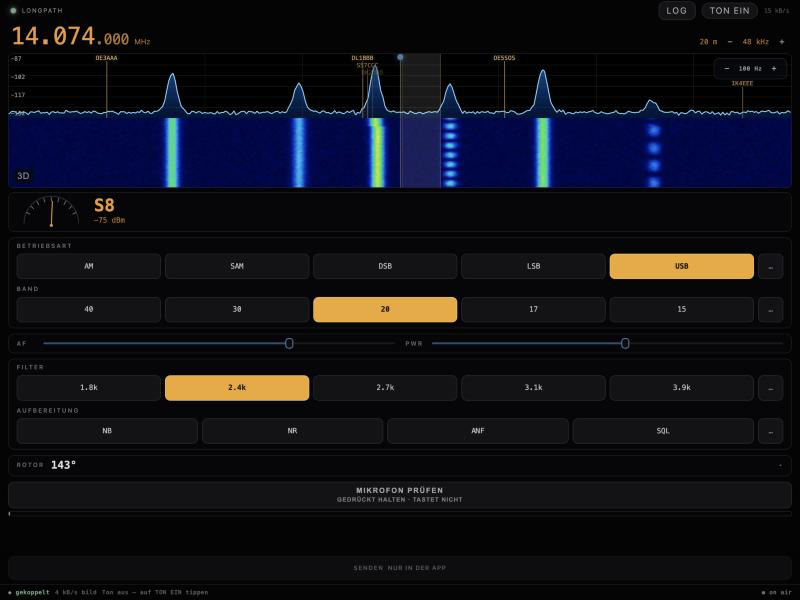 LONGPATH
LOG TON EIN 15 kB/s
14.074.000 MHz
20 m − 48 kHz +
-87
DE3AAA
DL1BBB
S57CCC
DE5SOS
− 100 Hz +
-102
IK4EEE
-117
3D
S8
−75 dBm
BETRIEBSART
AM SAM DSB LSB USB …
BAND
40 30 20 17 15 …
AF PWR
FILTER
1.8k 2.4k 2.7k 3.1k 3.9k …
AUFBEREITUNG
NB NR ANF SQL …
ROTOR 143° -
MIKROFON PRÜFEN
GEDRÜCKT HALTEN · TASTET NICHT
SENDEN NUR IN DER APP
gekoppelt 4 kB/s bild Ton aus — auf TON EIN tippen on air